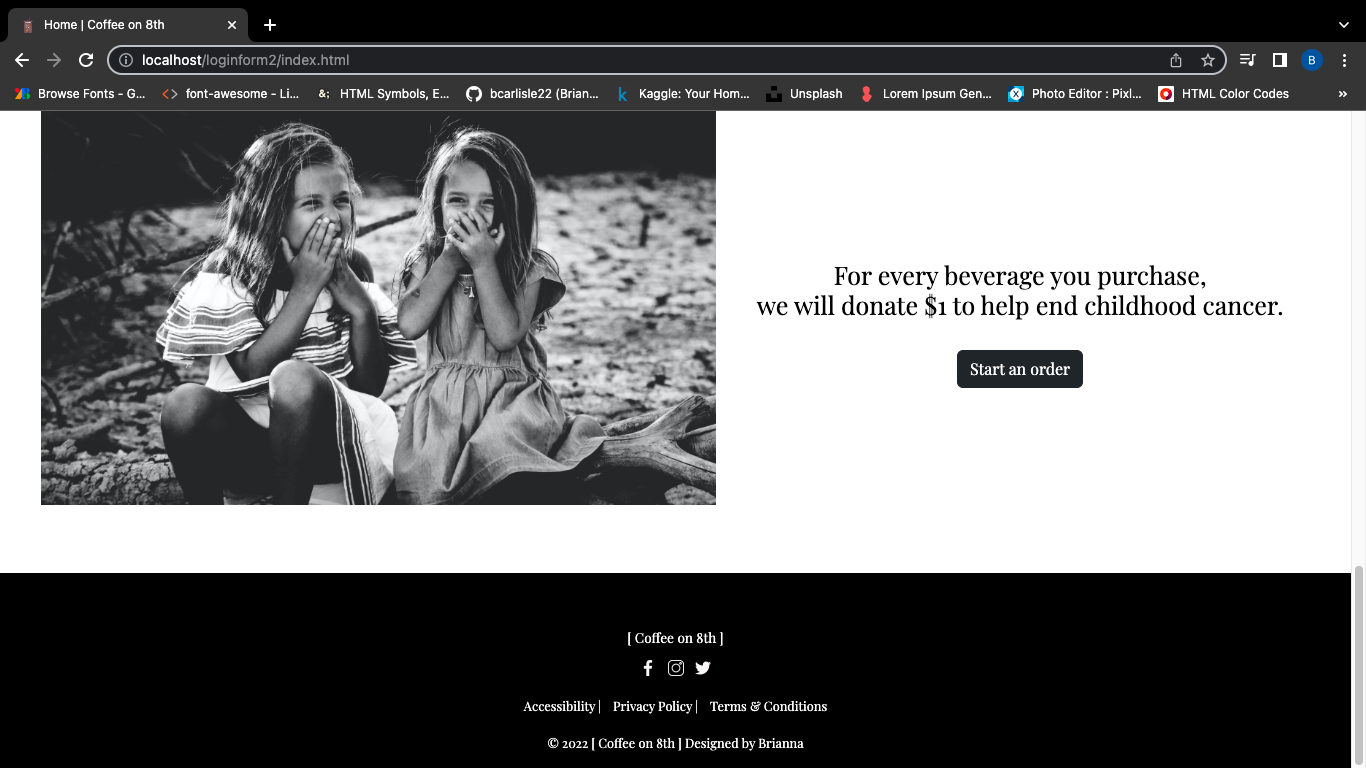 Home | Coffee on 8th
localhost/loginform2/index.html
B
Browse Fonts - G... font-awesome - Li... &; HTML Symbols, E... bcarlisle22 (Brian... k Kaggle: Your Hom... Unsplash Lorem Ipsum Gen... Photo Editor : Pixl... HTML Color Codes »
For every beverage you purchase,
we will donate $1 to help end childhood cancer.
Start an order
[ Coffee on 8th ]
Accessibility | Privacy Policy | Terms & Conditions
© 2022 [ Coffee on 8th ] Designed by Brianna